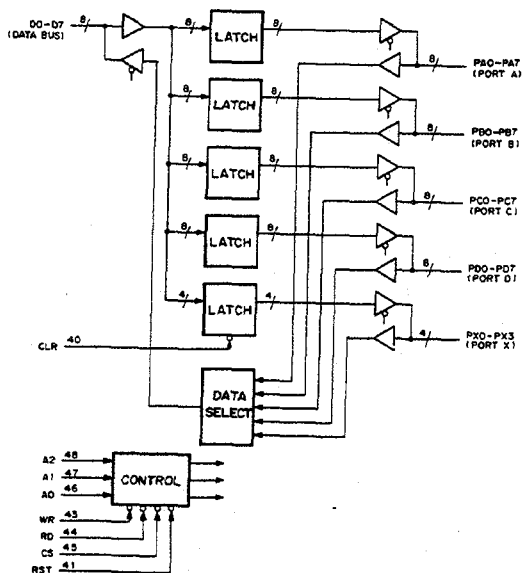 D0-D7
(DATA BUS)
8
8
LATCH
8
8
PA0-PA7
(PORT A)
8
LATCH
8
8
PB0-PB7
(PORT B)
8
LATCH
8
8
PC0-PC7
(PORT C)
8
LATCH
8
8
PD0-PD7
(PORT D)
4
LATCH
4
4
PX0-PX3
(PORT X)
CLR 40
DATA
SELECT
A2 48
A1 47
A0 46
CONTROL
WR 43
RD 44
CS 45
RST 41